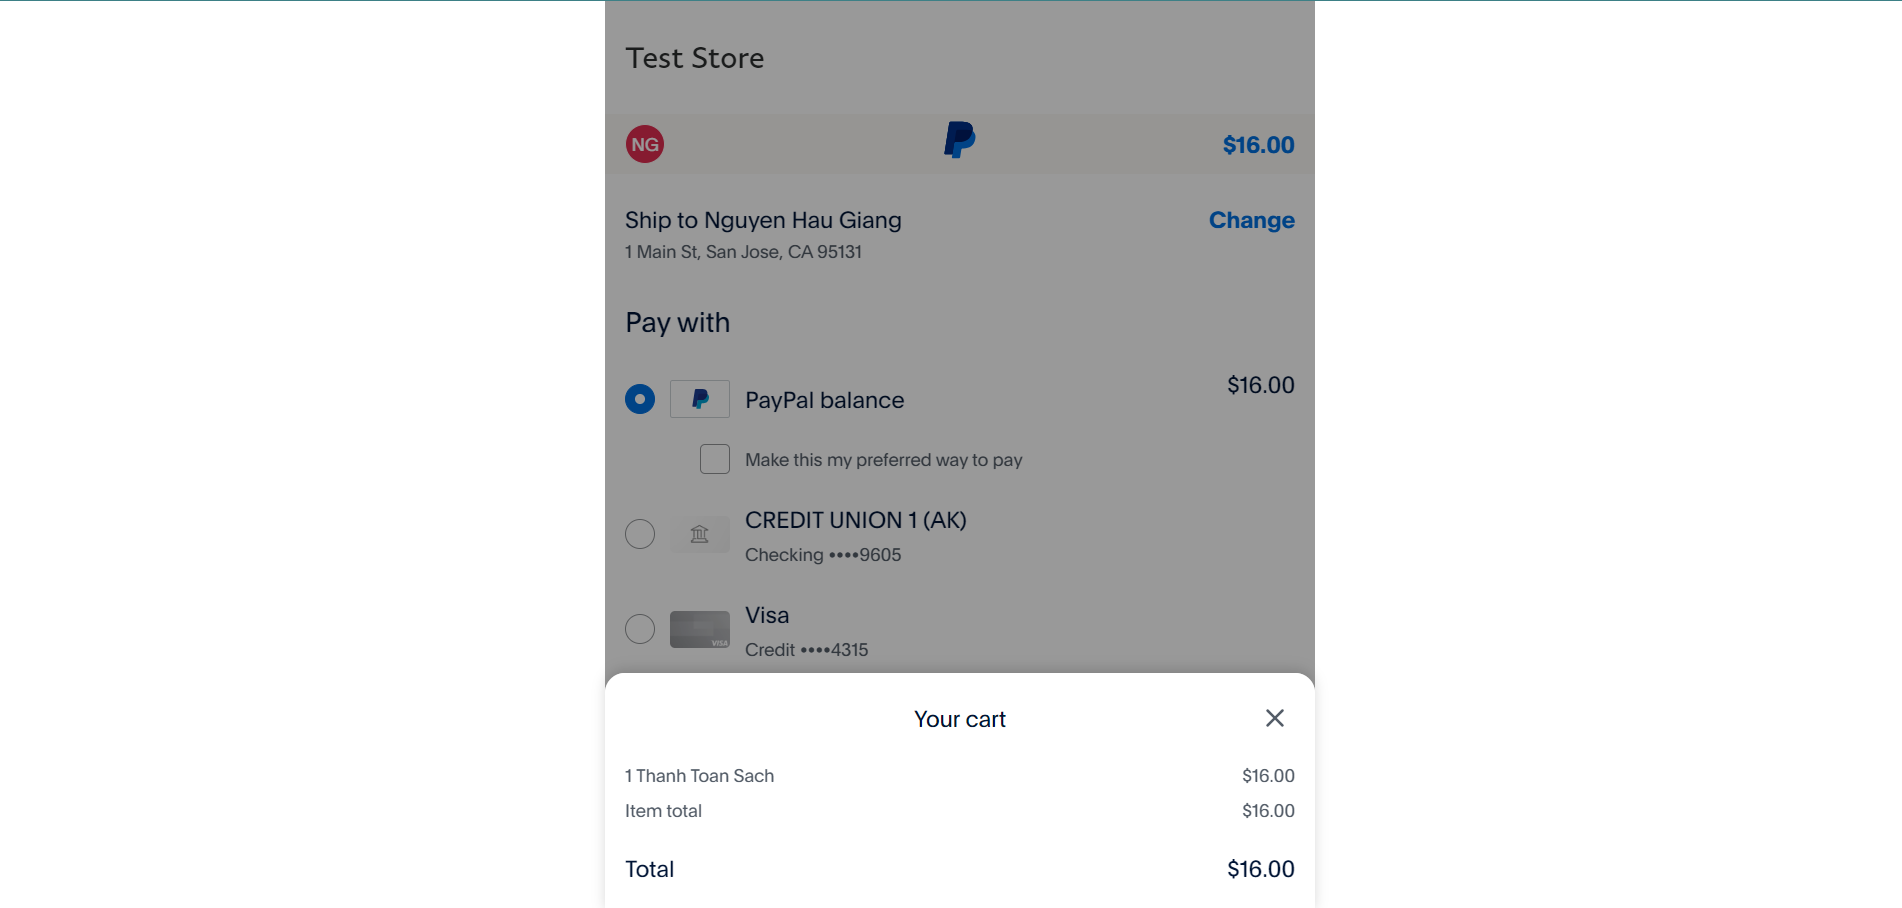 Test Store
NG
$16.00
Ship to Nguyen Hau Giang
Change
1 Main St, San Jose, CA 95131
Pay with
PayPal balance
$16.00
Make this my preferred way to pay
CREDIT UNION 1 (AK)
Checking ••••9605
VISA
Visa
Credit ••••4315
Your cart
1 Thanh Toan Sach $16.00
Item total $16.00
Total $16.00